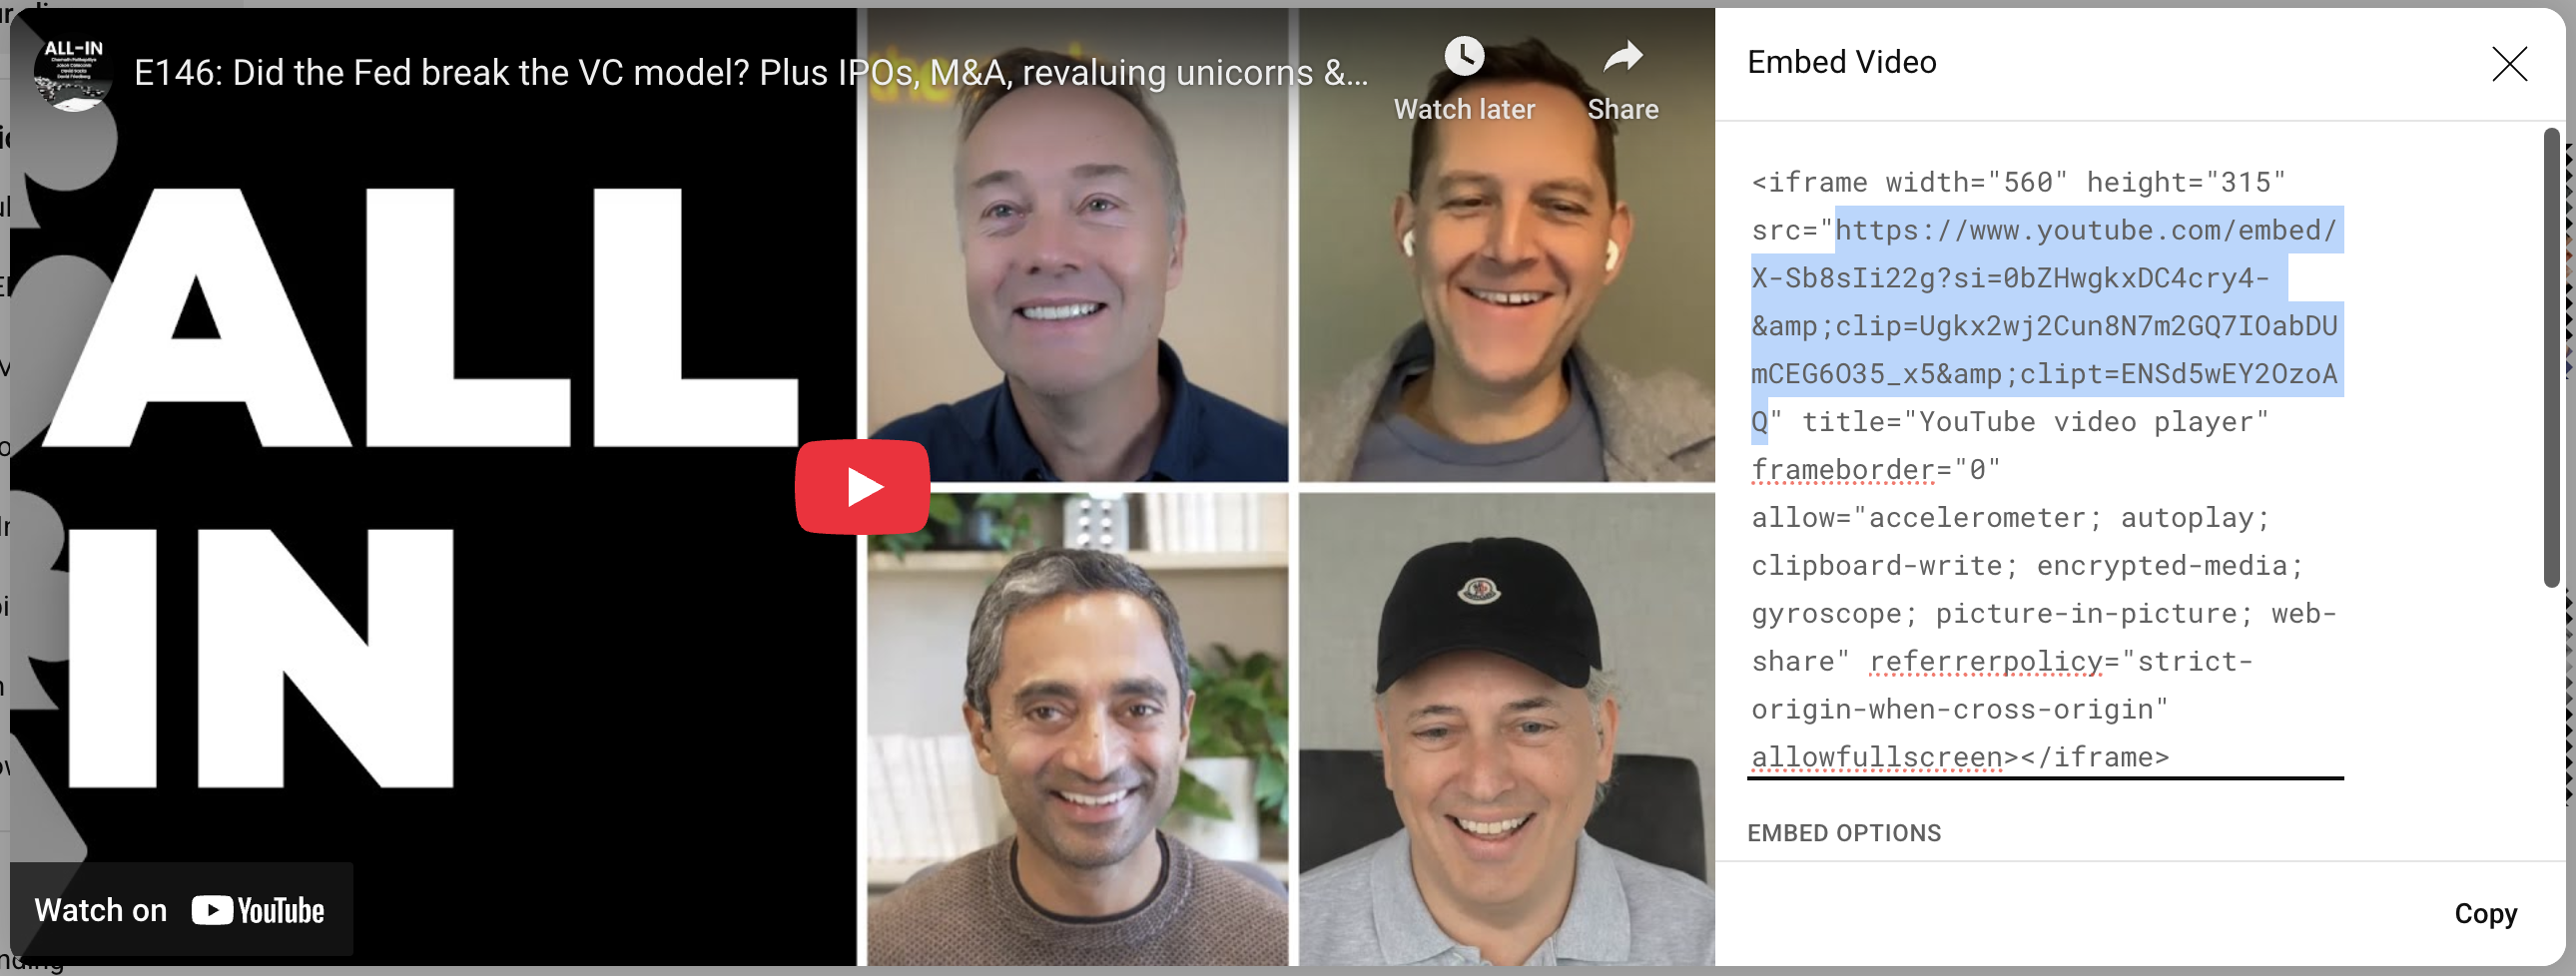 ALL-IN
E146: Did the Fed break the VC model? Plus IPOs, M&A, revaluing unicorns &...
Watch later
Share
ALL
IN
Watch on YouTube
Embed Video
<iframe width="560" height="315"
src="https://www.youtube.com/embed/
X-Sb8sIi22g?si=0bZHwgkxDC4cry4-
&amp;clip=Ugkx2wj2Cun8N7m2GQ7IOabDU
mCEG6O35_x5&amp;clipt=ENSd5wEY2OzoA
Q" title="YouTube video player"
frameborder="0"
allow="accelerometer; autoplay;
clipboard-write; encrypted-media;
gyroscope; picture-in-picture; web-
share" referrerpolicy="strict-
origin-when-cross-origin"
allowfullscreen></iframe>
EMBED OPTIONS
Copy